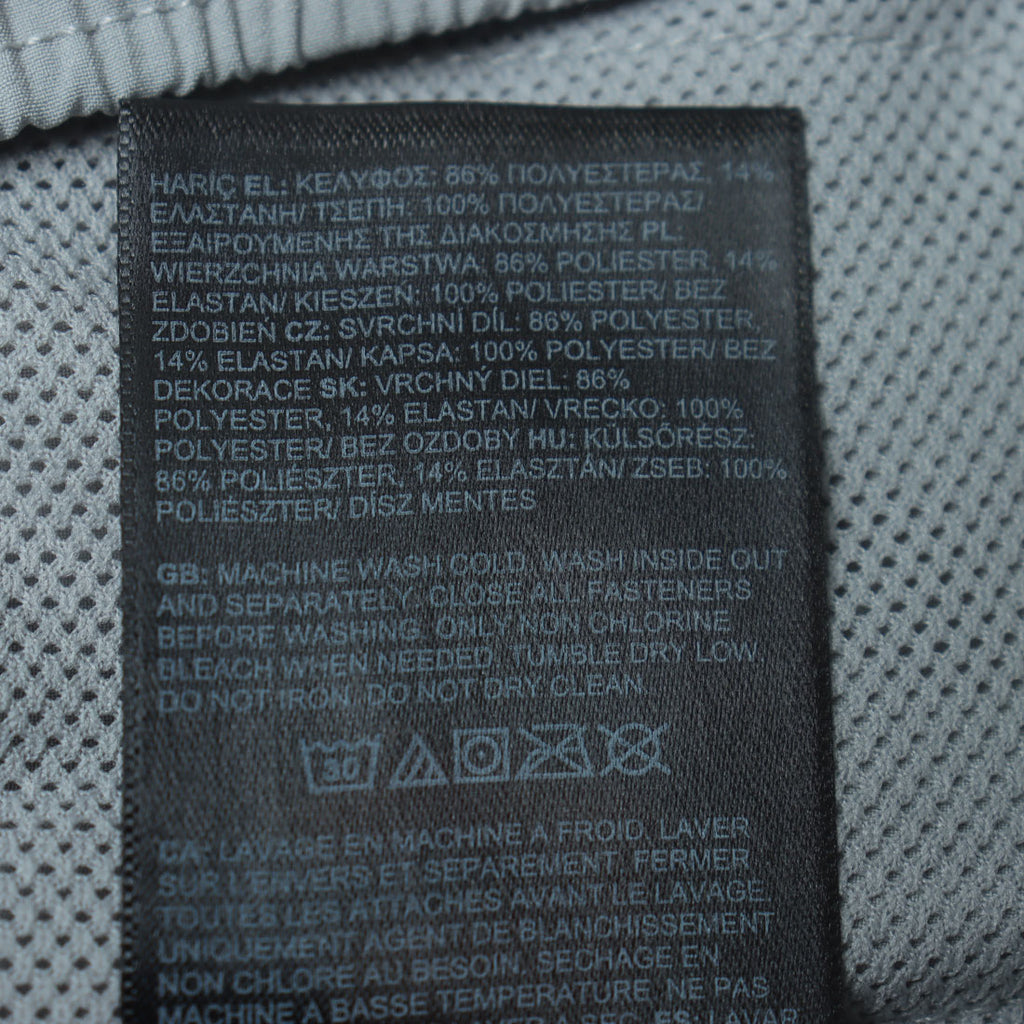 HARİÇ EL: ΚΕΛΥΦΟΣ: 86% ΠΟΛΥΕΣΤΕΡΑΣ 14%
ΕΛΑΣΤΑΝΗ/ ΤΣΕΠΗ: 100% ΠΟΛΥΕΣΤΕΡΑΣ/
ΕΞΑΙΡΟΥΜΕΝΗΣ ΤΗΣ ΔΙΑΚΟΣΜΗΣΗΣ PL:
WIERZCHNIA WARSTWA, 86% POLIESTER, 14%
ELASTAN/ KIESZEŃ: 100% POLIESTER/ BEZ
ZDOBIEŃ CZ: SVRCHNÍ DÍL: 86% POLYESTER,
14% ELASTAN/ KAPSA: 100% POLYESTER/ BEZ
DEKORACE SK: VRCHNÝ DIEL: 86%
POLYESTER, 14% ELASTAN/ VRECKO: 100%
POLYESTER/ BEZ OZDOBY HU: KÜLSŐRÉSZ:
86% POLIÉSZTER, 14% ELASZTÁN/ ZSEB: 100%
POLIÉSZTER/ DÍSZ MENTES
GB: MACHINE WASH COLD. WASH INSIDE OUT
AND SEPARATELY. CLOSE ALL FASTENERS
BEFORE WASHING. ONLY NON CHLORINE
BLEACH WHEN NEEDED. TUMBLE DRY LOW.
DO NOT IRON. DO NOT DRY CLEAN.
30
CA: LAVAGE EN MACHINE A FROID. LAVER
SUR L'ENVERS ET SEPAREMENT. FERMER
TOUTES LES ATTACHES AVANT LE LAVAGE.
UNIQUEMENT AGENT DE BLANCHISSEMENT
NON CHLORE AU BESOIN. SECHAGE EN
MACHINE A BASSE TEMPERATURE. NE PAS
ES: LAVAR